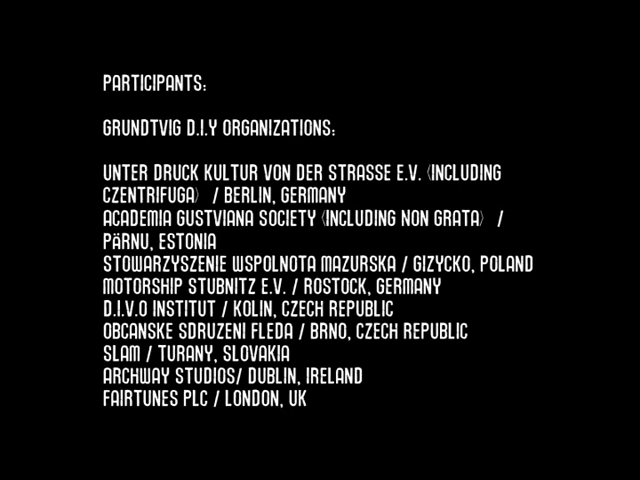 PARTICIPANTS:
GRUNDTVIG D.I.Y ORGANIZATIONS:
UNTER DRUCK KULTUR VON DER STRASSE E.V. (INCLUDING
CZENTRIFUGA) / BERLIN, GERMANY
ACADEMIA GUSTVIANA SOCIETY (INCLUDING NON GRATA) /
PäRNU, ESTONIA
STOWARZYSZENIE WSPOLNOTA MAZURSKA / GIZYCKO, POLAND
MOTORSHIP STUBNITZ E.V. / ROSTOCK, GERMANY
D.I.V.O INSTITUT / KOLIN, CZECH REPUBLIC
OBCANSKE SDRUZENI FLEDA / BRNO, CZECH REPUBLIC
SLAM / TURANY, SLOVAKIA
ARCHWAY STUDIOS/ DUBLIN, IRELAND
FAIRTUNES PLC / LONDON, UK